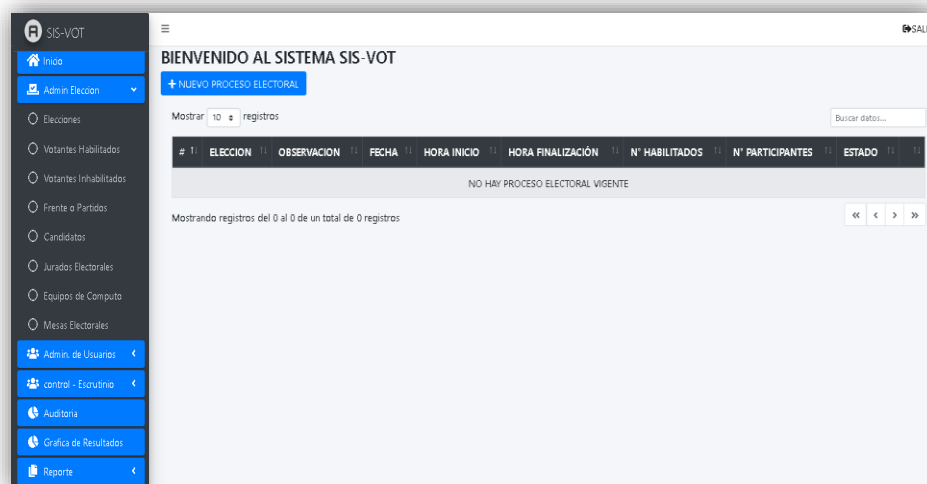 SIS-VOT
Inicio
Admin Eleccion
Elecciones
Votantes Habilitados
Votantes Inhabilitados
Frente o Partidos
Candidatos
Jurados Electorales
Equipos de Computo
Mesas Electorales
Admin. de Usuarios
control - Escrutinio
Auditoria
Grafica de Resultados
Reporte
SALI
BIENVENIDO AL SISTEMA SIS-VOT
+ NUEVO PROCESO ELECTORAL
Mostrar 10 registros
Buscar datos...
# ELECCION OBSERVACION FECHA HORA INICIO HORA FINALIZACIÓN N° HABILITADOS N° PARTICIPANTES ESTADO
NO HAY PROCESO ELECTORAL VIGENTE
Mostrando registros del 0 al 0 de un total de 0 registros
« ‹ › »